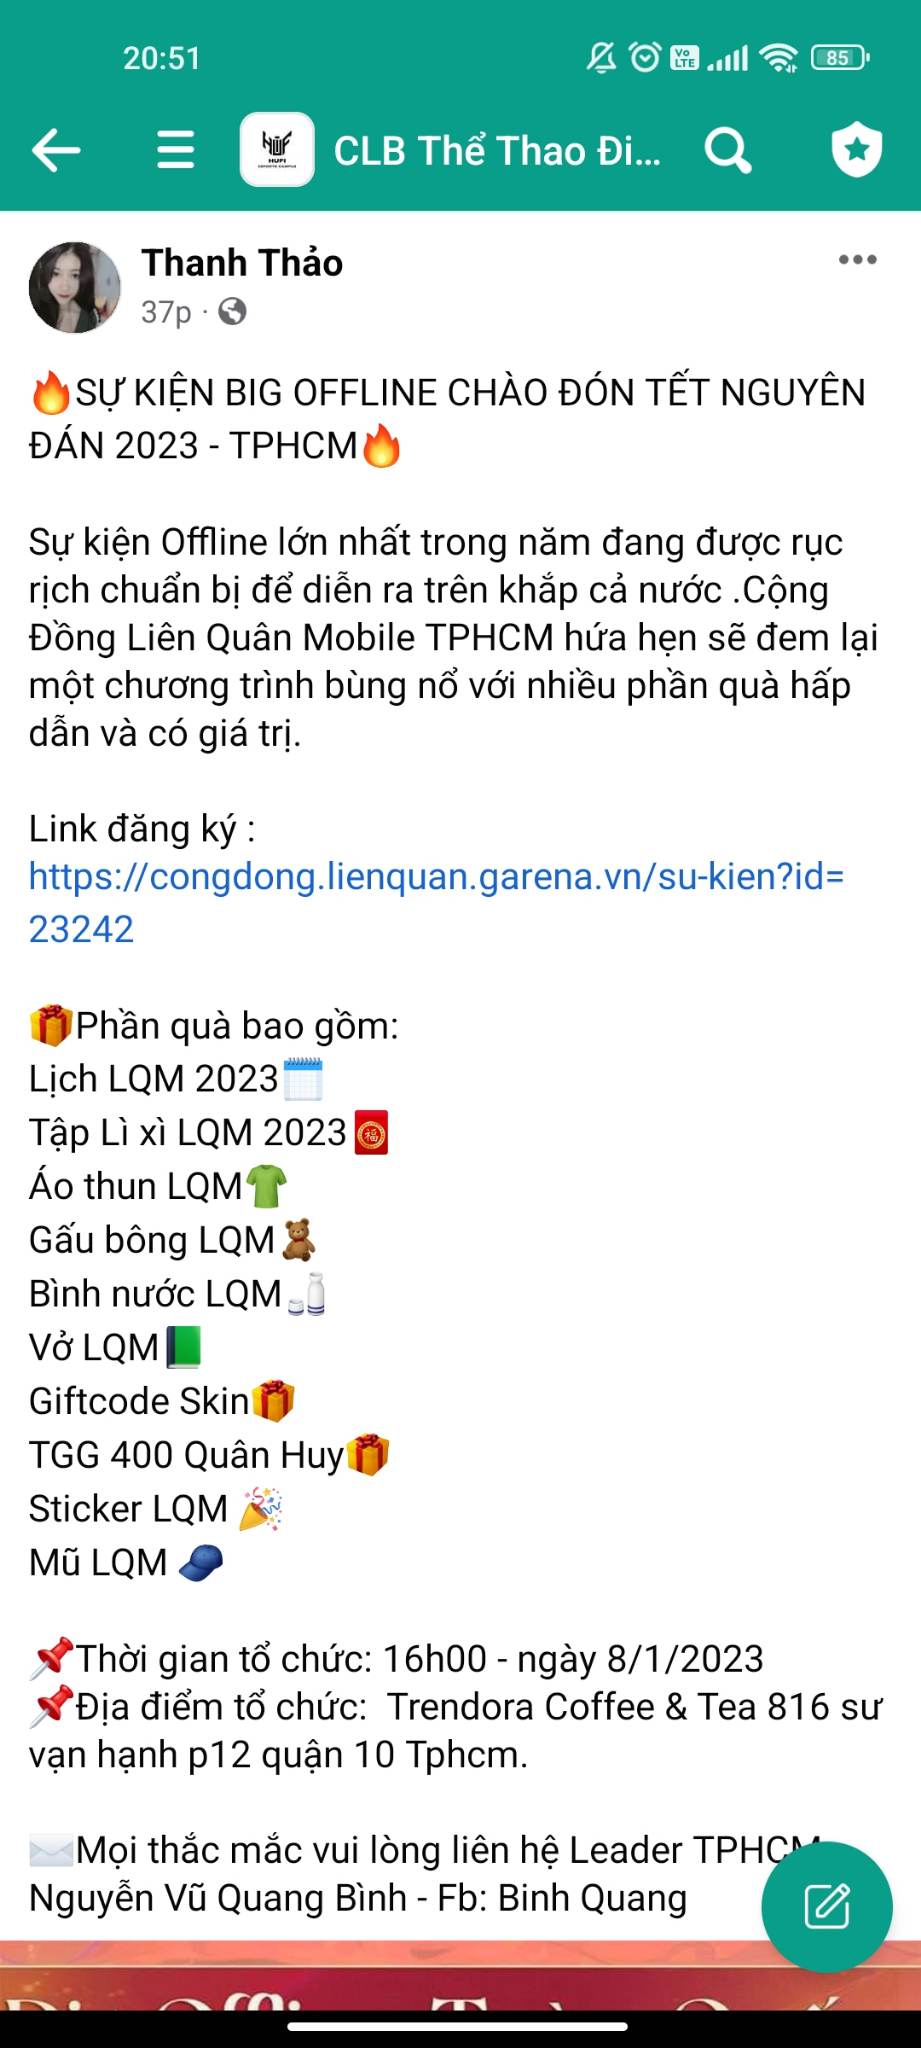 20:51
Vo LTE
85
HUFI
CLB Thể Thao Đi...
Thanh Thảo
37p ·
🔥SỰ KIỆN BIG OFFLINE CHÀO ĐÓN TẾT NGUYÊN
ĐÁN 2023 - TPHCM🔥
Sự kiện Offline lớn nhất trong năm đang được rục
rịch chuẩn bị để diễn ra trên khắp cả nước .Cộng
Đồng Liên Quân Mobile TPHCM hứa hẹn sẽ đem lại
một chương trình bùng nổ với nhiều phần quà hấp
dẫn và có giá trị.
Link đăng ký :
https://congdong.lienquan.garena.vn/su-kien?id=
23242
🎁Phần quà bao gồm:
Lịch LQM 2023🗓
Tập Lì xì LQM 2023🧧
Áo thun LQM👕
Gấu bông LQM🧸
Bình nước LQM🍶
Vở LQM📗
Giftcode Skin🎁
TGG 400 Quân Huy🎁
Sticker LQM 🎉
Mũ LQM 🧢
📌Thời gian tổ chức: 16h00 - ngày 8/1/2023
📌Địa điểm tổ chức:  Trendora Coffee & Tea 816 sư
vạn hạnh p12 quận 10 Tphcm.
✉️Mọi thắc mắc vui lòng liên hệ Leader TPHCM
Nguyễn Vũ Quang Bình - Fb: Binh Quang